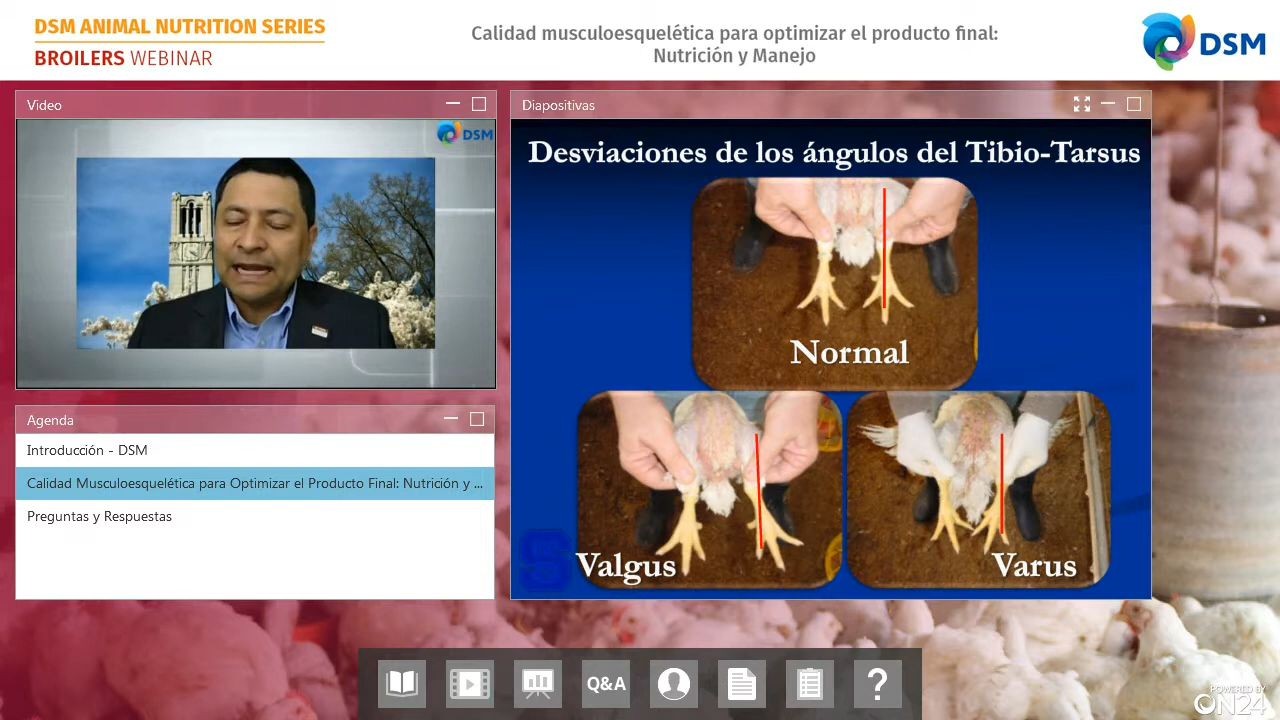 DSM ANIMAL NUTRITION SERIES
BROILERS WEBINAR
Calidad musculoesquelética para optimizar el producto final:
Nutrición y Manejo
DSM
Video
DSM
Agenda
Introducción - DSM
Calidad Musculoesquelética para Optimizar el Producto Final: Nutrición y ...
Preguntas y Respuestas
Diapositivas
Desviaciones de los ángulos del Tibio-Tarsus
Normal
Valgus
Varus
Q&A
?
POWERED BY
ON24